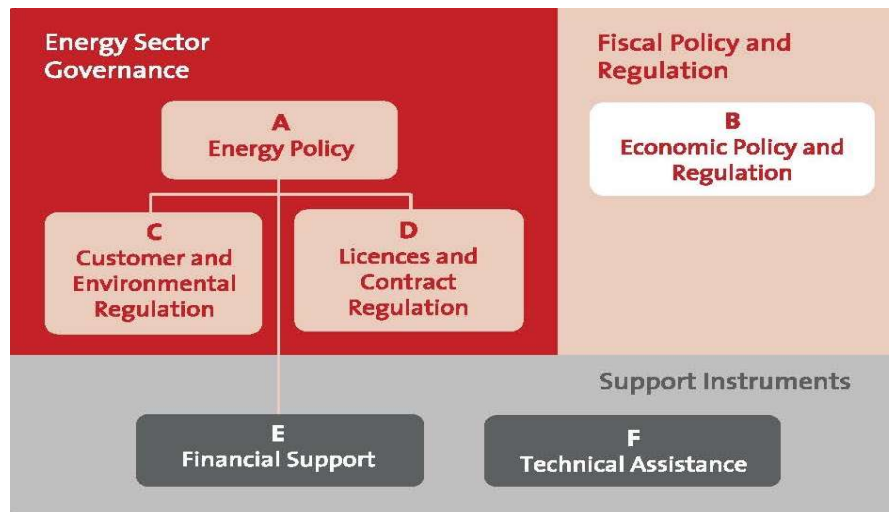 Energy Sector
Governance
Fiscal Policy and
Regulation
A
Energy Policy
B
Economic Policy and
Regulation
C
Customer and
Environmental
Regulation
D
Licences and
Contract
Regulation
Support Instruments
E
Financial Support
F
Technical Assistance